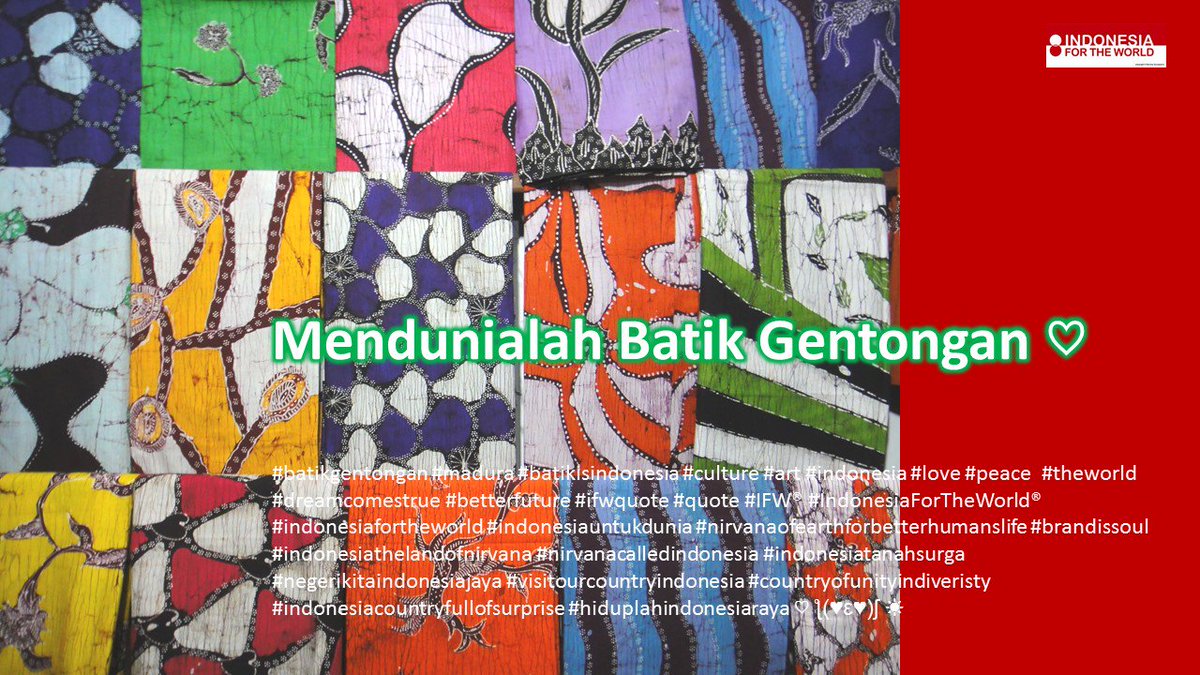 INDONESIA
FOR THE WORLD
Mendunialah Batik Gentongan ♡
#batikgentongan #madura #batikIsindonesia #culture #art #indonesia #love #peace #theworld
#dreamcomestrue #betterfuture #ifwquote #quote #IFW® #IndonesiaForTheWorld®
#indonesiafortheworld #indonesiauntukdunia #nirvanaofearthforbetterhumanslife #brandissoul
#indonesiathelandofnirvana #nirvanacalledindonesia #indonesiatanahsurga
#negerikitaindonesiajaya #visitourcountryindonesia #countryofunityindiveristy
#indonesiacountryfullofsurprise #hiduplahindonesiaraya ♡ ƪ(♥ε♥)ʃ ☀